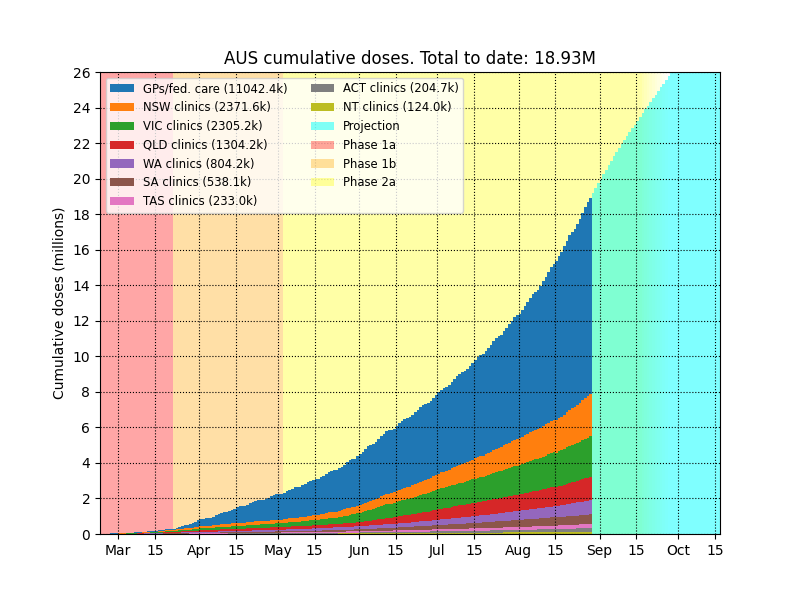 AUS cumulative doses. Total to date: 18.93M
Cumulative doses (millions)
26
24
22
20
18
16
14
12
10
8
6
4
2
0
GPs/fed. care (11042.4k)
NSW clinics (2371.6k)
VIC clinics (2305.2k)
QLD clinics (1304.2k)
WA clinics (804.2k)
SA clinics (538.1k)
TAS clinics (233.0k)
ACT clinics (204.7k)
NT clinics (124.0k)
Projection
Phase 1a
Phase 1b
Phase 2a
Mar 15 Apr 15 May 15 Jun 15 Jul 15 Aug 15 Sep 15 Oct 15